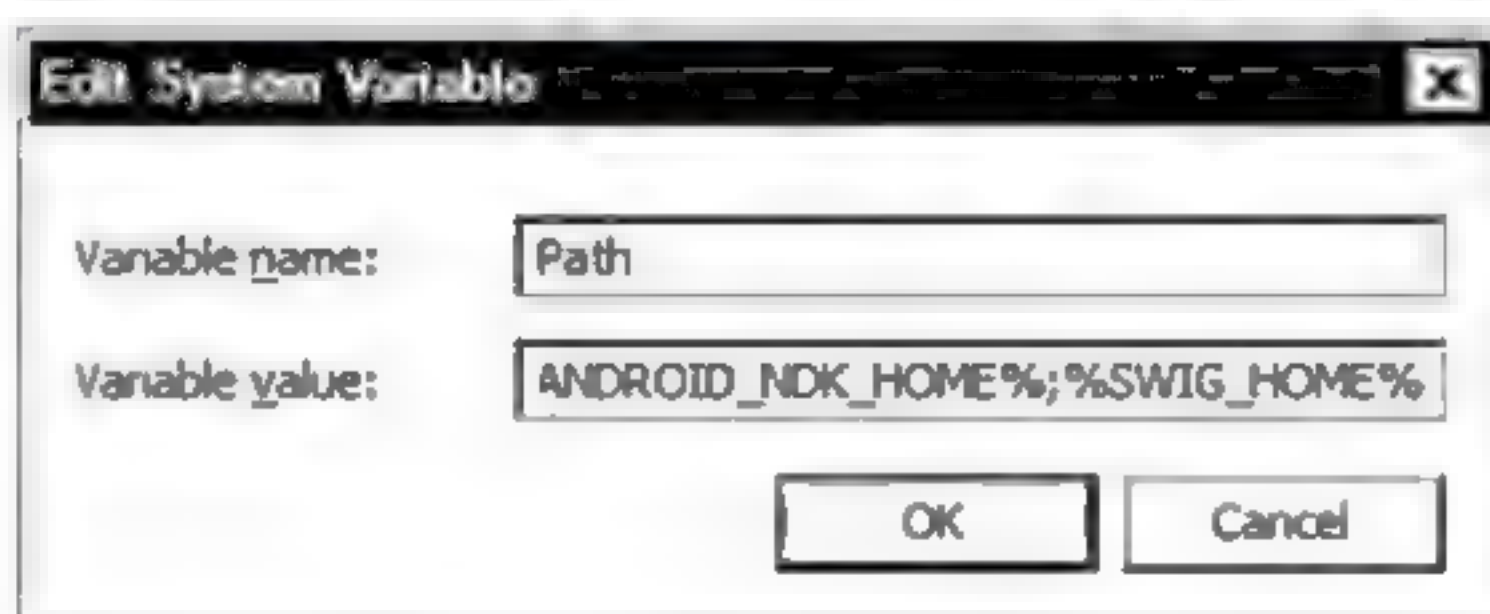 Edit System Variable
Variable name:
Path
Variable value:
ANDROID_NDK_HOME%;%SWIG_HOME%
OK
Cancel